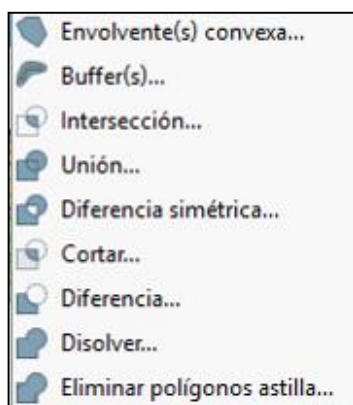 Envolvente(s) convexa...
Buffer(s)...
Intersección...
Unión...
Diferencia simétrica...
Cortar...
Diferencia...
Disolver...
Eliminar polígonos astilla...